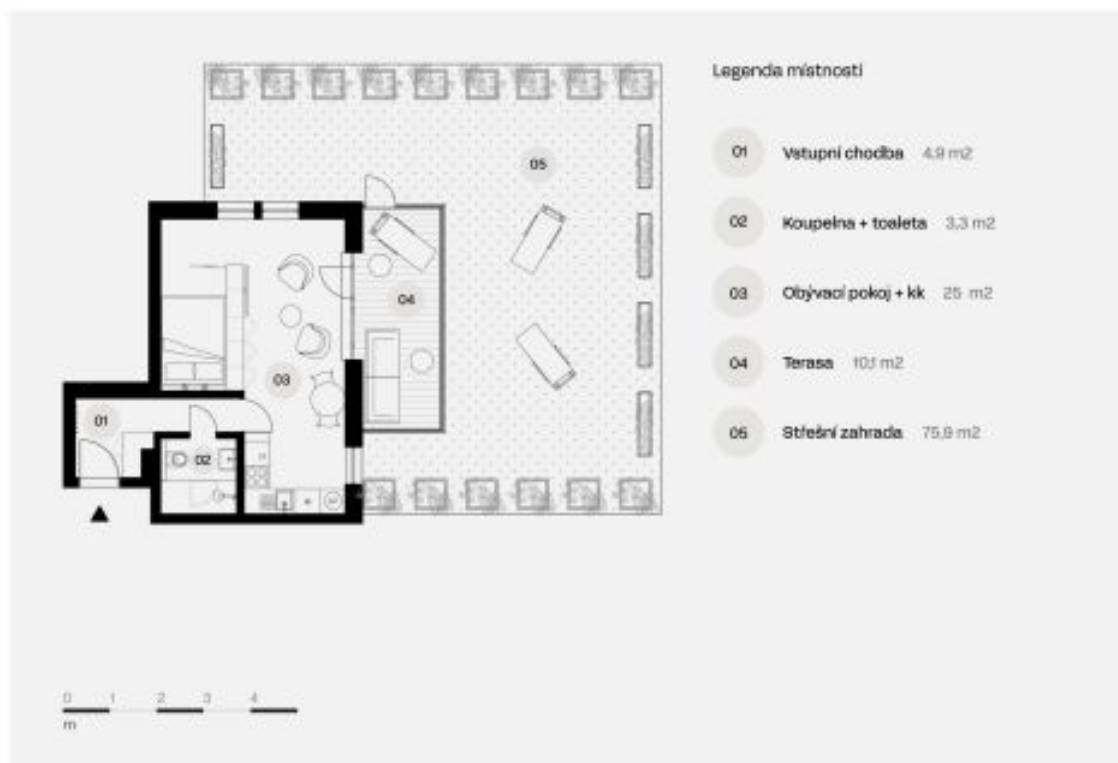 Legenda místností
01 Vstupní chodba 4.9 m2
02 Koupelna + toaleta 3,3 m2
03 Obývací pokoj + kk 25 m2
04 Terasa 10,1 m2
05 Střešní zahrada 75,9 m2
05
04
03
01
02
0 1 2 3 4
m